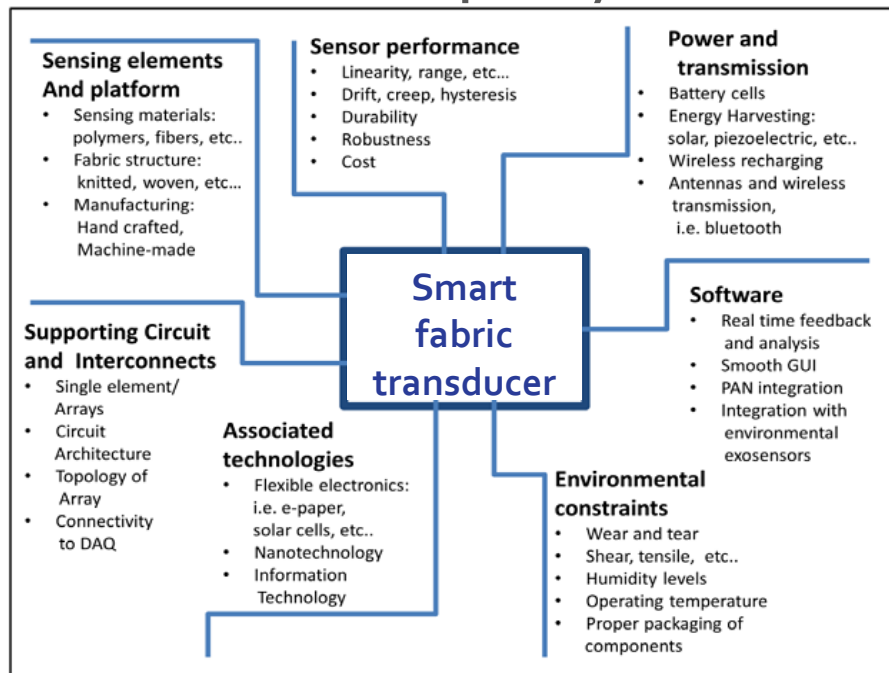 Sensing elements
And platform
• Sensing materials:
polymers, fibers, etc..
• Fabric structure:
knitted, woven, etc...
• Manufacturing:
Hand crafted,
Machine-made
Sensor performance
• Linearity, range, etc...
• Drift, creep, hysteresis
• Durability
• Robustness
• Cost
Power and
transmission
• Battery cells
• Energy Harvesting:
solar, piezoelectric, etc..
• Wireless recharging
• Antennas and wireless
transmission,
i.e. bluetooth
Smart
fabric
transducer
Software
• Real time feedback
and analysis
• Smooth GUI
• PAN integration
• Integration with
environmental
exosensors
Supporting Circuit
and Interconnects
• Single element/
Arrays
• Circuit
Architecture
• Topology of
Array
• Connectivity
to DAQ
Associated
technologies
• Flexible electronics:
i.e. e-paper,
solar cells, etc..
• Nanotechnology
• Information
Technology
Environmental
constraints
• Wear and tear
• Shear, tensile, etc..
• Humidity levels
• Operating temperature
• Proper packaging of
components